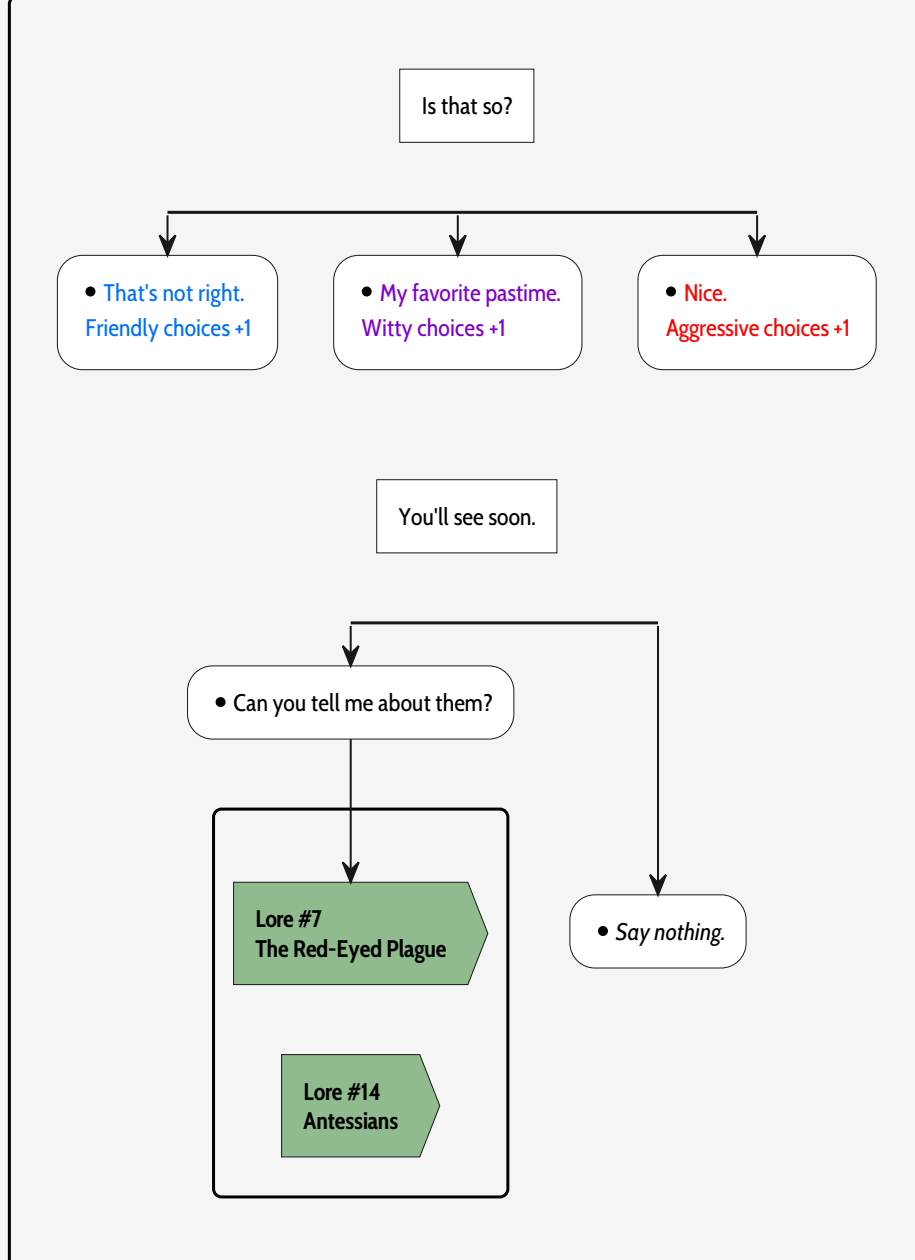 Is that so?
• That's not right.
Friendly choices +1
• My favorite pastime.
Witty choices +1
• Nice.
Aggressive choices +1
You'll see soon.
• Can you tell me about them?
Lore #7
The Red-Eyed Plague
• Say nothing.
Lore #14
Antessians